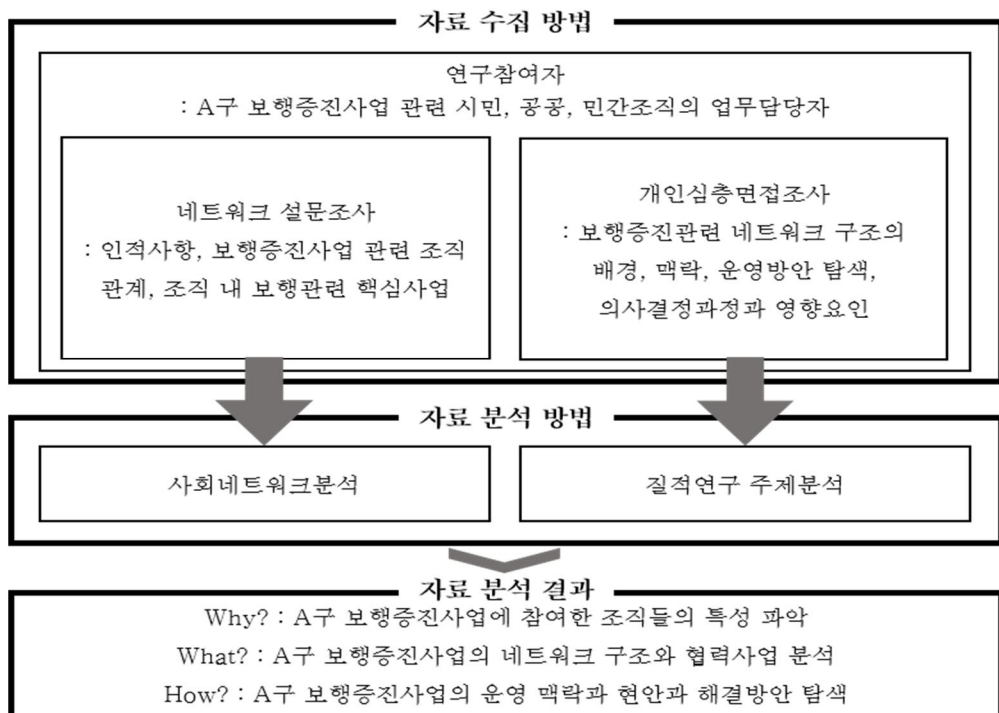 자료 수집 방법
연구참여자
: A구 보행증진사업 관련 시민, 공공, 민간조직의 업무담당자
네트워크 설문조사
: 인적사항, 보행증진사업 관련 조직
관계, 조직 내 보행관련 핵심사업
개인심층면접조사
: 보행증진관련 네트워크 구조의
배경, 맥락, 운영방안 탐색,
의사결정과정과 영향요인
자료 분석 방법
사회네트워크분석
질적연구 주제분석
자료 분석 결과
Why? : A구 보행증진사업에 참여한 조직들의 특성 파악
What? : A구 보행증진사업의 네트워크 구조와 협력사업 분석
How? : A구 보행증진사업의 운영 맥락과 현안과 해결방안 탐색